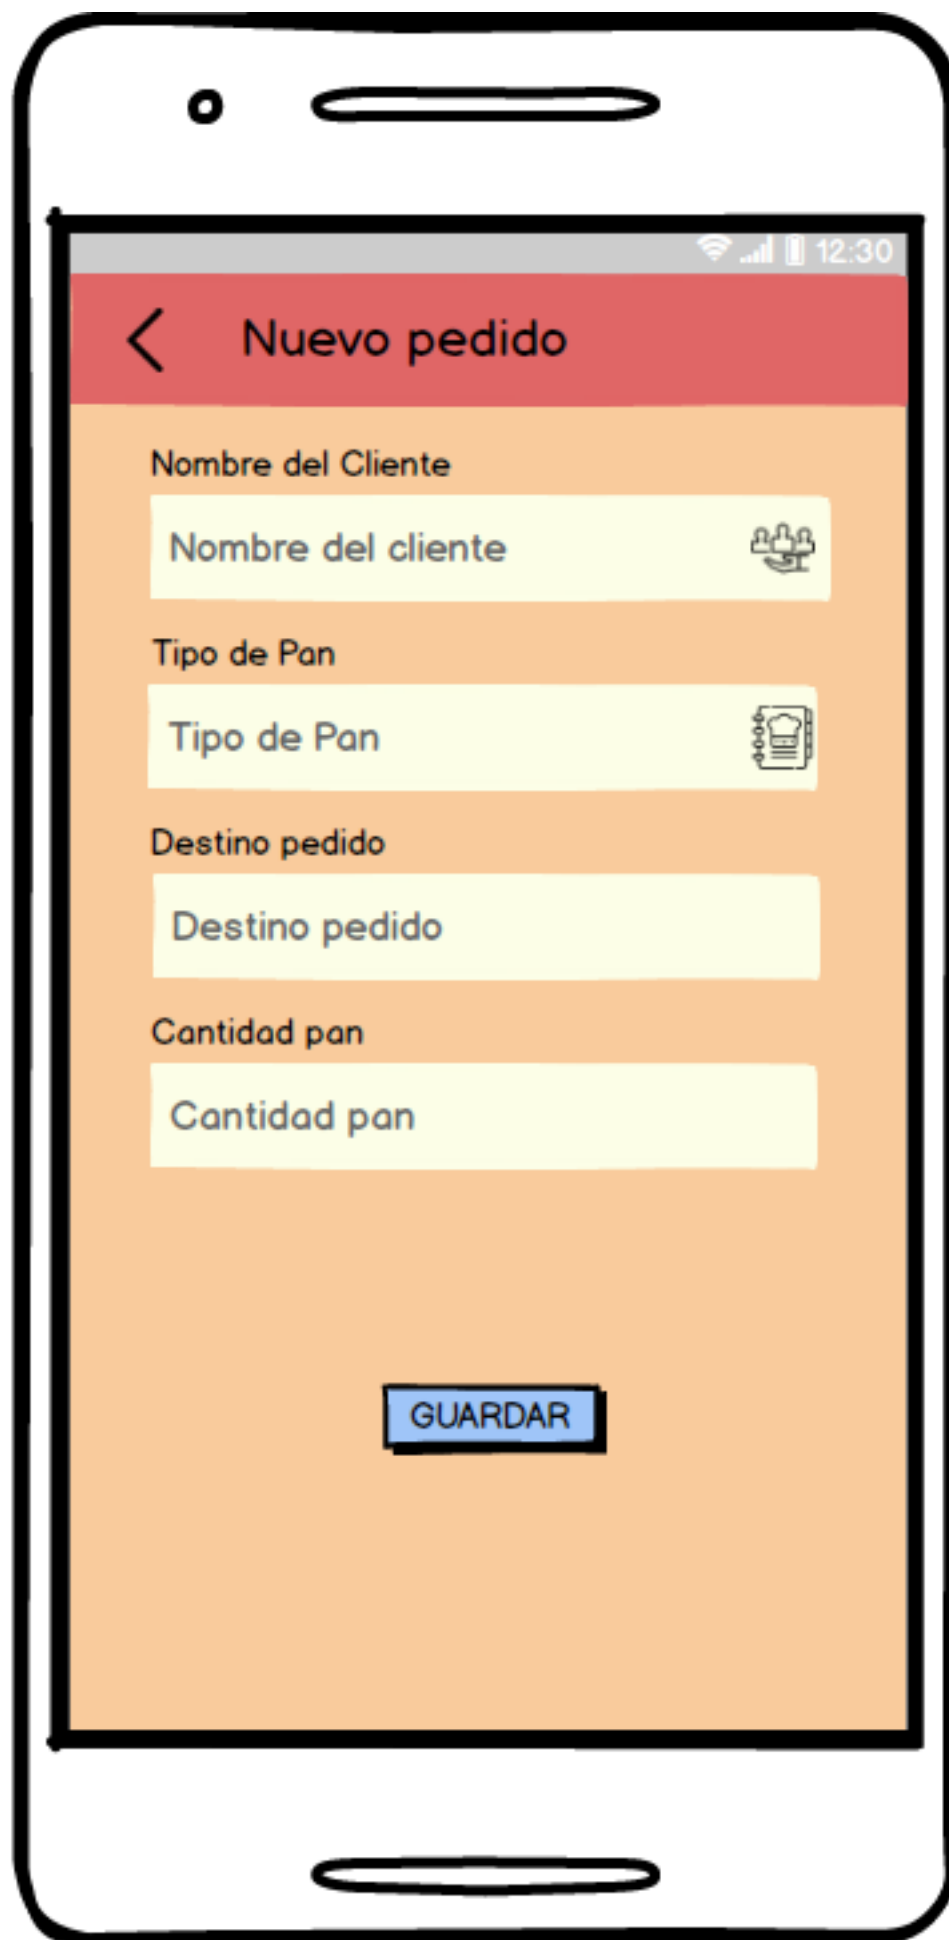 12:30
Nuevo pedido
Nombre del Cliente
Nombre del cliente
Tipo de Pan
Tipo de Pan
Destino pedido
Destino pedido
Cantidad pan
Cantidad pan
GUARDAR